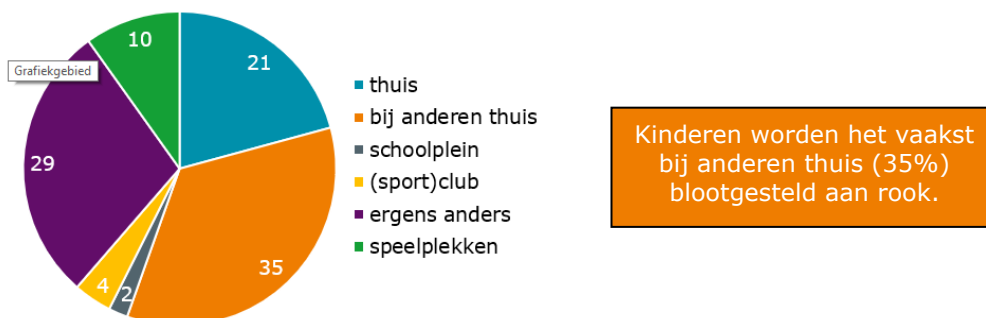 10
21
Grafiekgebied
thuis
bij anderen thuis
schoolplein
(sport)club
ergens anders
speelplekken
29
4
2
35
Kinderen worden het vaakst
bij anderen thuis (35%)
blootgesteld aan rook.